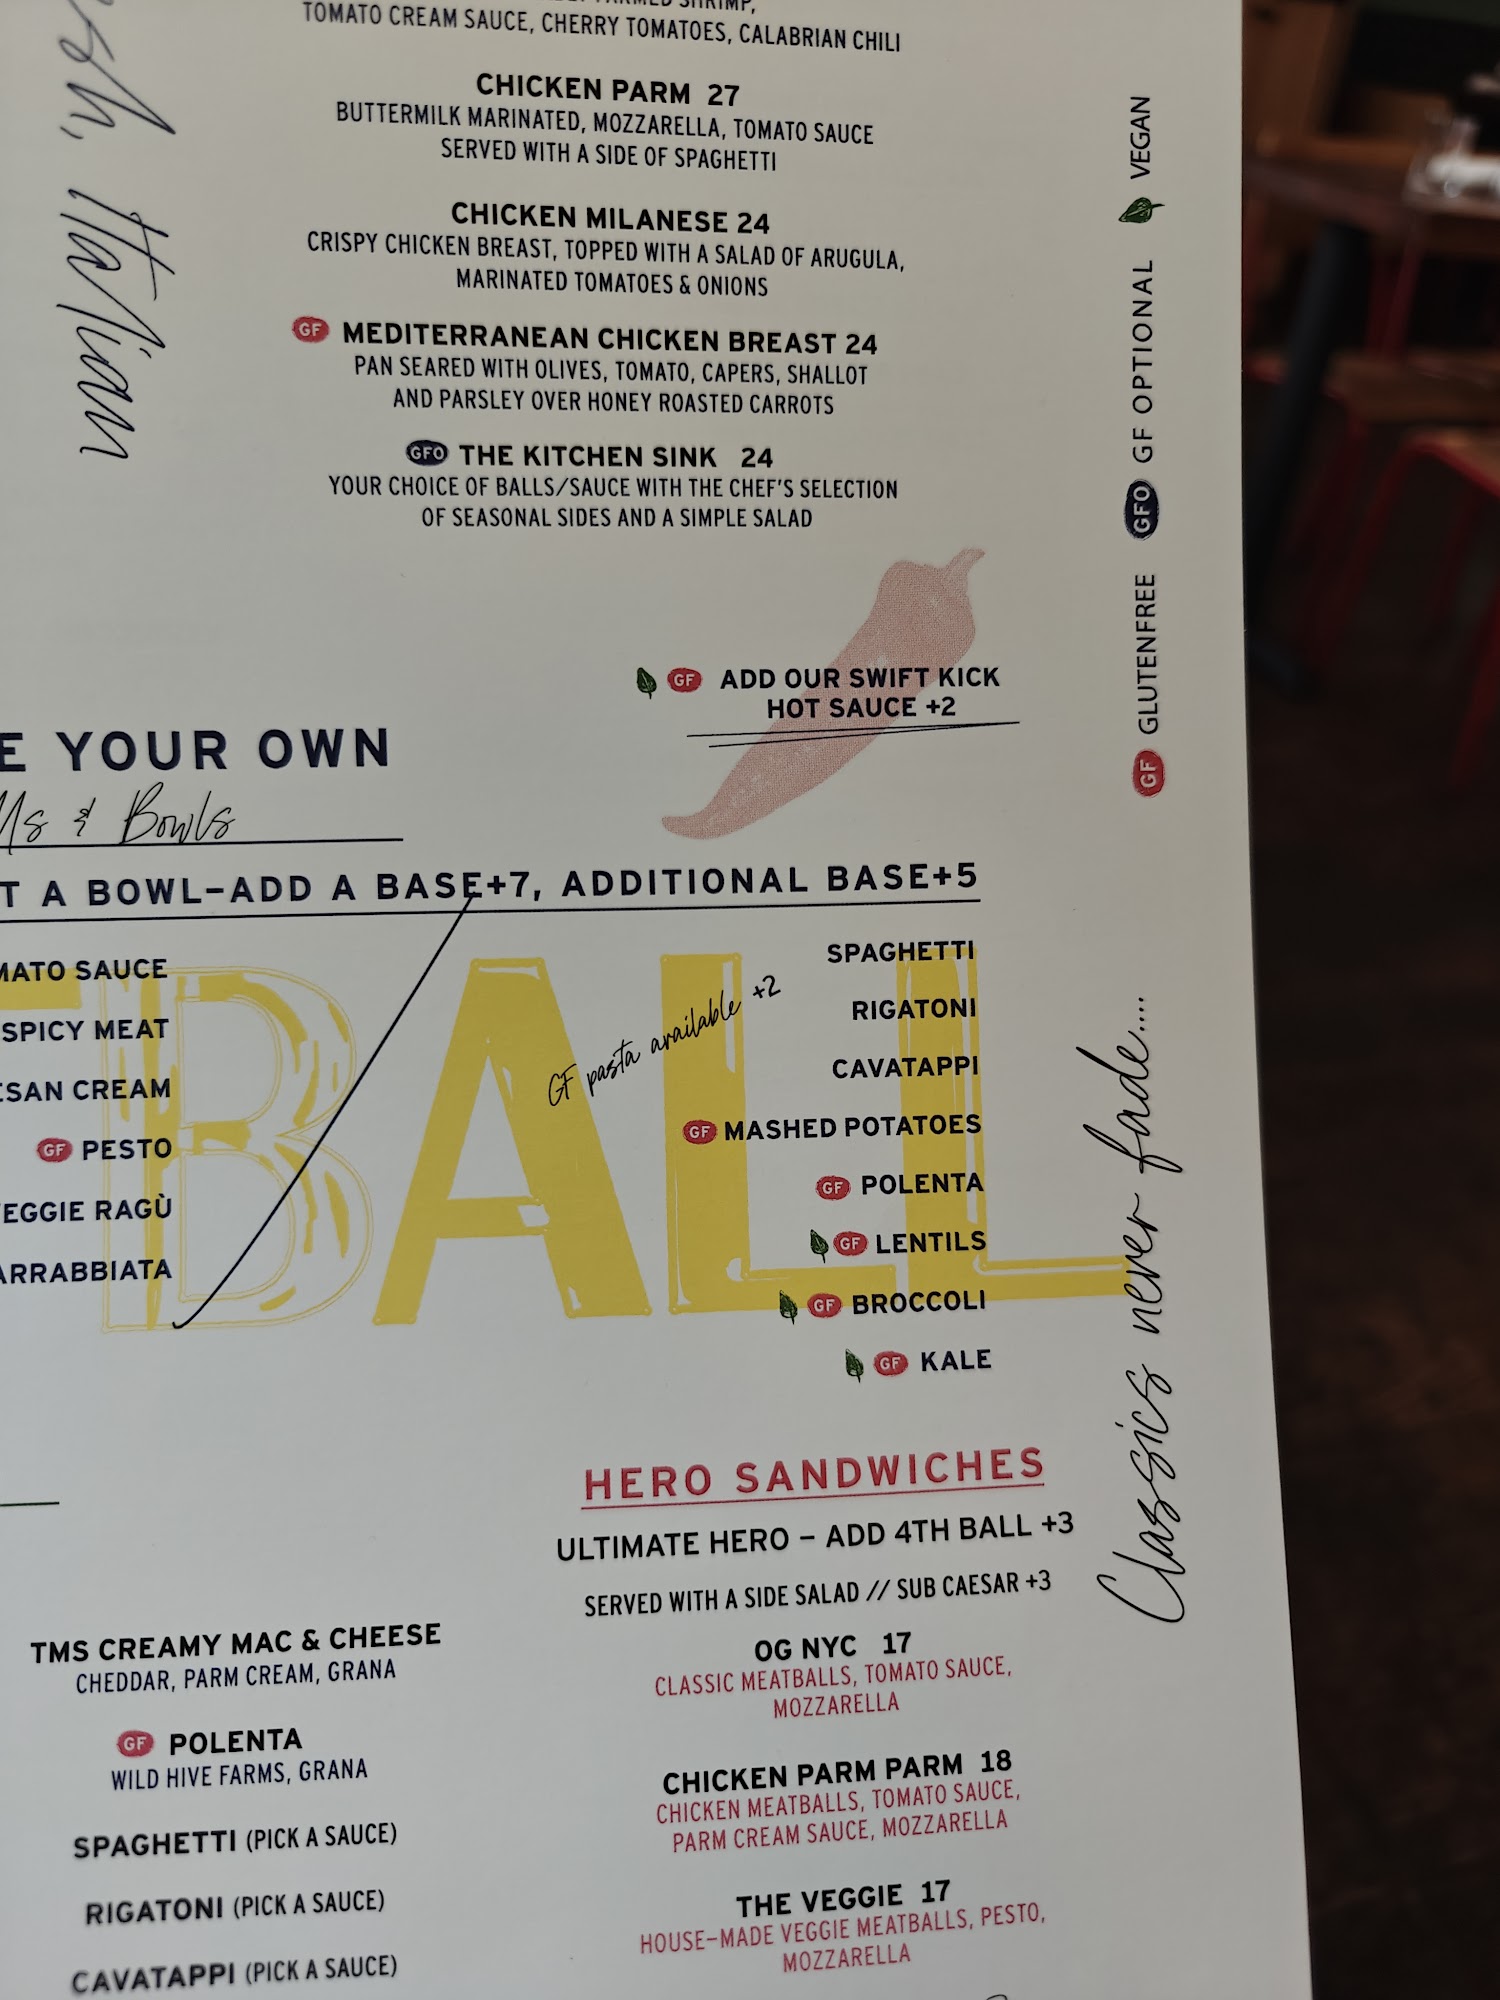 TOMATO CREAM SAUCE, CHERRY TOMATOES, CALABRIAN CHILI
CHICKEN PARM 27
BUTTERMILK MARINATED, MOZZARELLA, TOMATO SAUCE
SERVED WITH A SIDE OF SPAGHETTI
CHICKEN MILANESE 24
CRISPY CHICKEN BREAST, TOPPED WITH A SALAD OF ARUGULA,
MARINATED TOMATOES & ONIONS
GF MEDITERRANEAN CHICKEN BREAST 24
PAN SEARED WITH OLIVES, TOMATO, CAPERS, SHALLOT
AND PARSLEY OVER HONEY ROASTED CARROTS
GFO THE KITCHEN SINK 24
YOUR CHOICE OF BALLS/SAUCE WITH THE CHEF'S SELECTION
OF SEASONAL SIDES AND A SIMPLE SALAD
Italian
GF GLUTENFREE GFO GF OPTIONAL VEGAN
GF ADD OUR SWIFT KICK
HOT SAUCE +2
YOUR OWN
& Bowls
A BOWL-ADD A BASE+7, ADDITIONAL BASE+5
BALL
SAUCE
SPICY MEAT
CREAM
GF PESTO
RAGÙ
ARRABBIATA
GF pasta available +2
SPAGHETTI
RIGATONI
CAVATAPPI
GF MASHED POTATOES
GF POLENTA
GF LENTILS
GF BROCCOLI
GF KALE
Classics never fade....
TMS CREAMY MAC & CHEESE
CHEDDAR, PARM CREAM, GRANA
GF POLENTA
WILD HIVE FARMS, GRANA
SPAGHETTI (PICK A SAUCE)
RIGATONI (PICK A SAUCE)
CAVATAPPI (PICK A SAUCE)
HERO SANDWICHES
ULTIMATE HERO – ADD 4TH BALL +3
SERVED WITH A SIDE SALAD // SUB CAESAR +3
OG NYC 17
CLASSIC MEATBALLS, TOMATO SAUCE,
MOZZARELLA
CHICKEN PARM PARM 18
CHICKEN MEATBALLS, TOMATO SAUCE,
PARM CREAM SAUCE, MOZZARELLA
THE VEGGIE 17
HOUSE-MADE VEGGIE MEATBALLS, PESTO,
MOZZARELLA